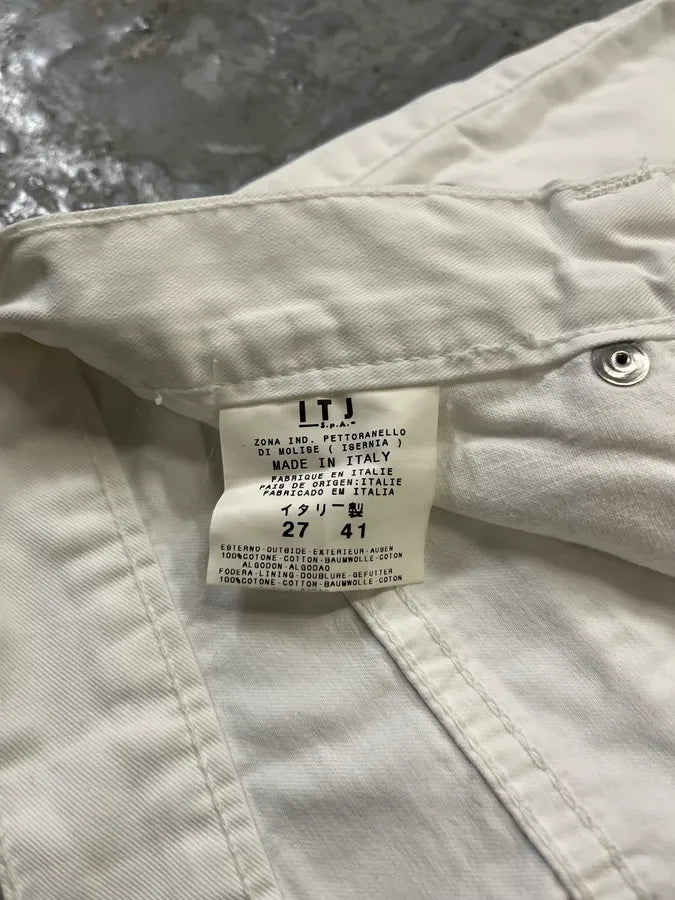 ITJ
S.p.A.
ZONA IND. PETTORANELLO
DI MOLISE ( ISERNIA )
MADE IN ITALY
FABRIQUE EN ITALIE
PAIS DE ORIGEN:ITALIE
FABRICADO EM ITALIA
イタリー製
27 41
ESTERNO-OUTSIDE-EXTERIEUR-AUSEN
100%COTONE-COTTON-BAUMWOLLE-COTON
ALGODON-ALGODAO
FODERA-LINING-DOUBLURE-GEFUTTER
100%COTONE-COTTON-BAUMWOLLE-COTON